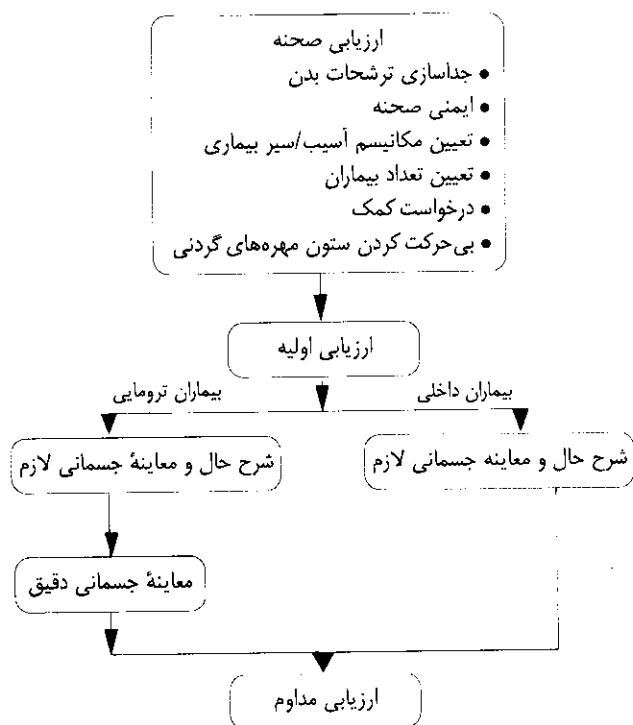 ارزیابی صحنه
● جداسازی ترشحات بدن
● ایمنی صحنه
● تعیین مکانیسم آسیب/سیر بیماری
● تعیین تعداد بیماران
● درخواست کمک
● بی‌حرکت کردن ستون مهره‌های گردنی
ارزیابی اولیه
بیماران داخلی
بیماران ترومایی
شرح حال و معاینه جسمانی لازم
شرح حال و معاینهٔ جسمانی لازم
معاینهٔ جسمانی دقیق
ارزیابی مداوم